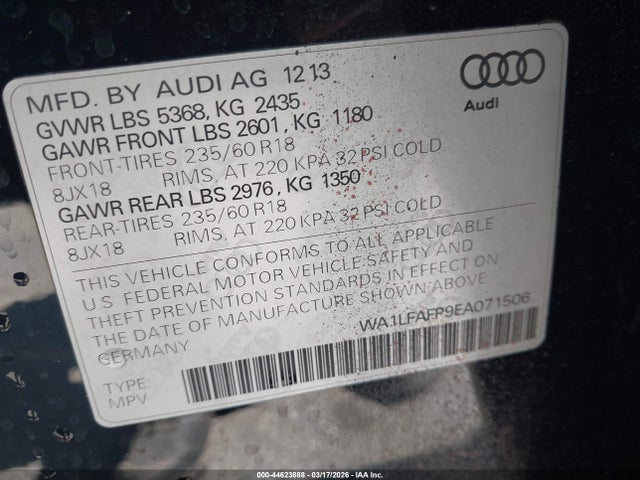 MFD. BY AUDI AG 12 13
GVWR LBS 5368, KG 2435
GAWR FRONT LBS 2601, KG 1180
FRONT-TIRES 235/60 R18
8JX18 RIMS, AT 220 KPA 32 PSI COLD
GAWR REAR LBS 2976, KG 1350
REAR-TIRES 235/60 R18
8JX18 RIMS, AT 220 KPA 32 PSI COLD
THIS VEHICLE CONFORMS TO ALL APPLICABLE
U.S. FEDERAL MOTOR VEHICLE SAFETY AND
THEFT PREVENTION STANDARDS IN EFFECT ON
THE DATE OF MANUFACTURE SHOWN ABOVE.
GERMANY
WA1LFAFP9EA071506
TYPE:
MPV
Audi
000-44623888 - 03/17/2026 - IAA Inc.